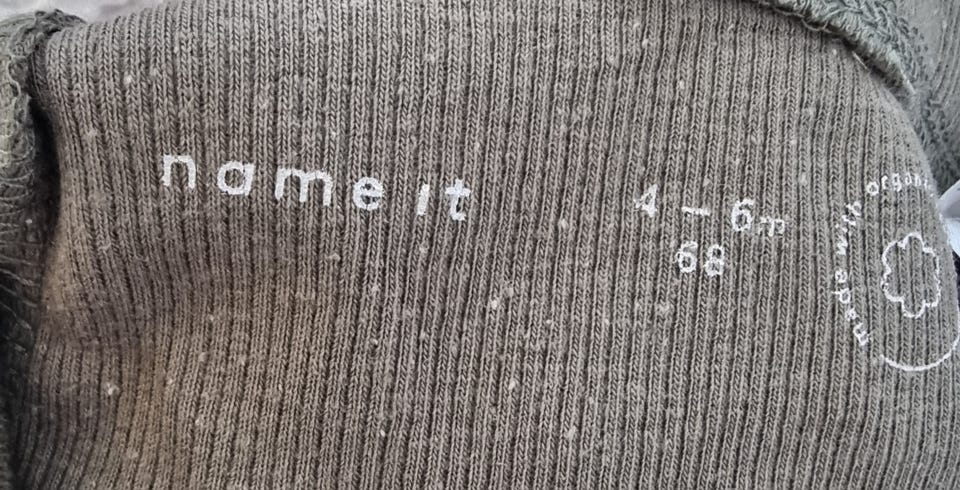 name it
4 - 6m
68
made with organic